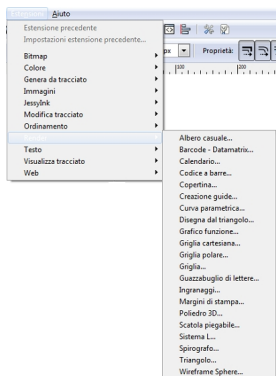 Ajuto
Estensione precedente
Impostazioni estensione precedente...
px
Proprietà:
100
200
Bitmap
Colore
Genera da tracciato
Immagini
JessyInk
Modifica tracciato
Ordinamento
Testo
Visualizza tracciato
Web
Albero casuale...
Barcode - Datamatrix...
Calendario...
Codice a barre...
Copertina...
Creazione guide...
Curva parametrica...
Disegna dal triangolo...
Grafico funzione...
Griglia cartesiana...
Griglia polare...
Griglia...
Guazzabuglio di lettere...
Ingranaggi...
Margini di stampa...
Poliedro 3D...
Scatola piegabile...
Sistema L...
Spirografo...
Triangolo...
Wireframe Sphere...